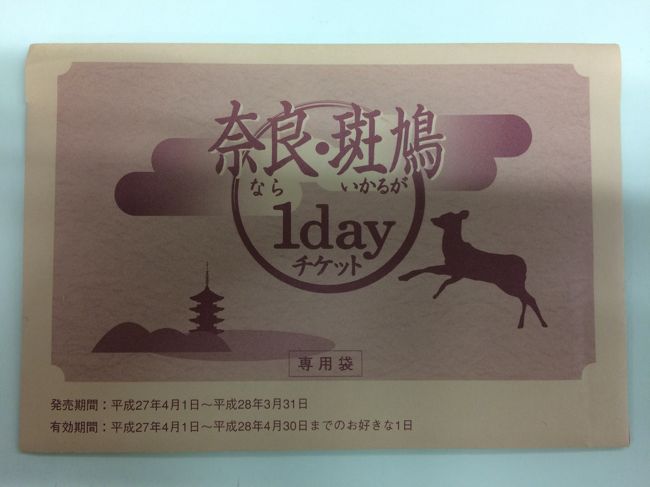 奈良・斑鳩
なら いかるが
1day
チケット
専用袋
発売期間：平成27年4月1日～平成28年3月31日
有効期間：平成27年4月1日～平成28年4月30日までのお好きな1日